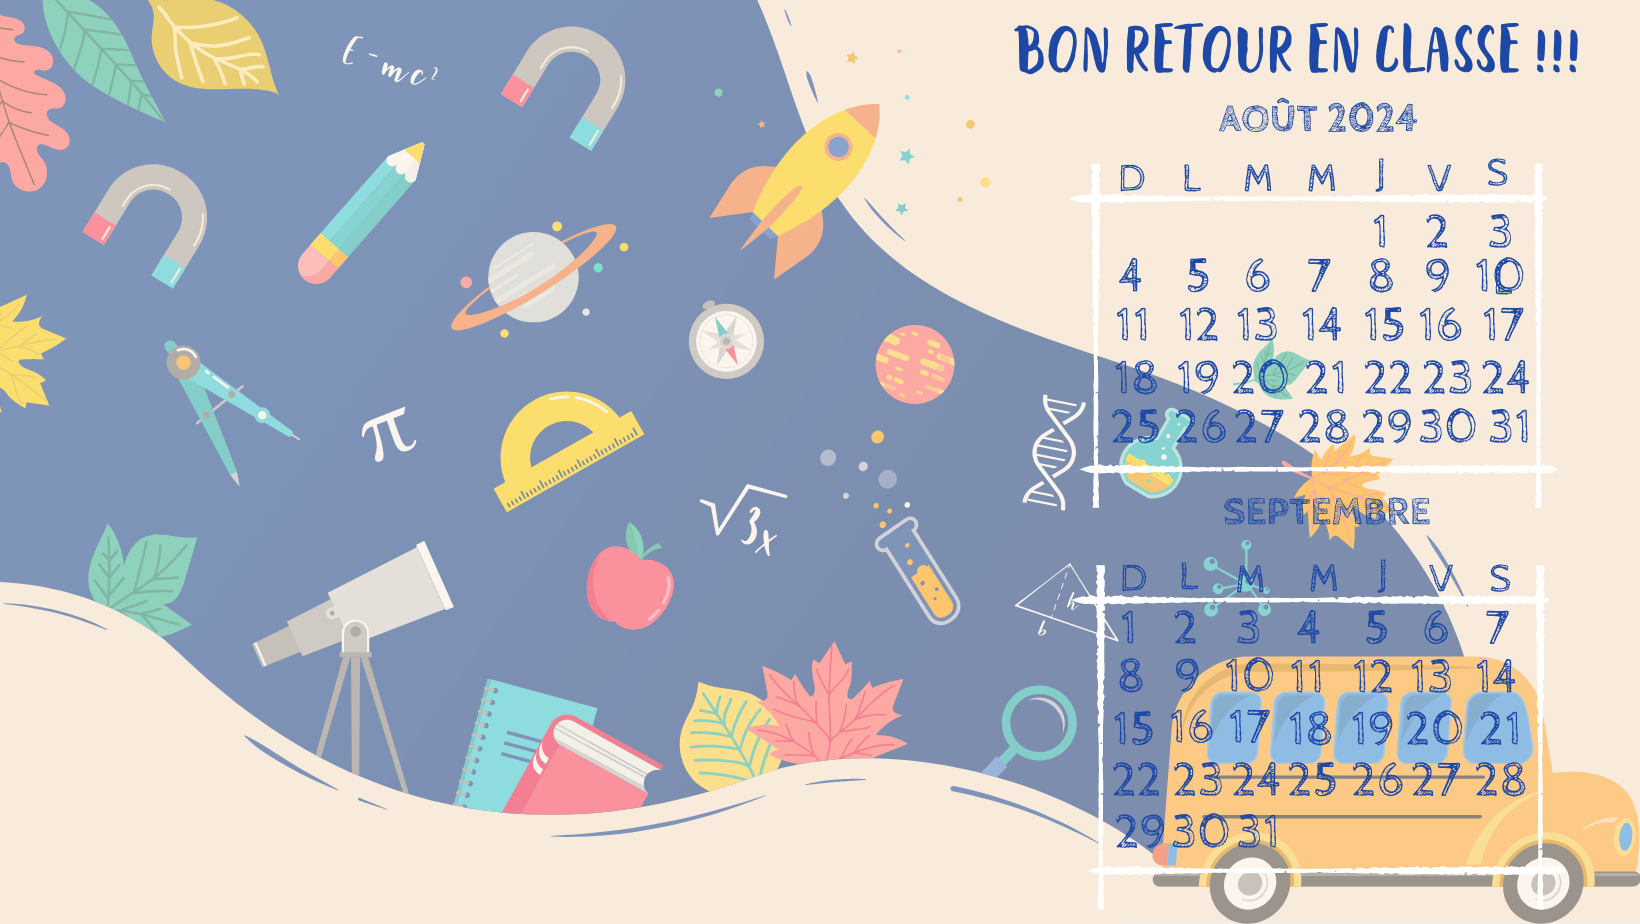 BON RETOUR EN CLASSE !!!
E = mc²
AOÛT 2024
D L M M J V S
1 2 3
4 5 6 7 8 9 10
11 12 13 14 15 16 17
18 19 20 21 22 23 24
25 26 27 28 29 30 31
π
√3x
SEPTEMBRE
D L M M J V S
h
b
1 2 3 4 5 6 7
8 9 10 11 12 13 14
15 16 17 18 19 20 21
22 23 24 25 26 27 28
29 30 31